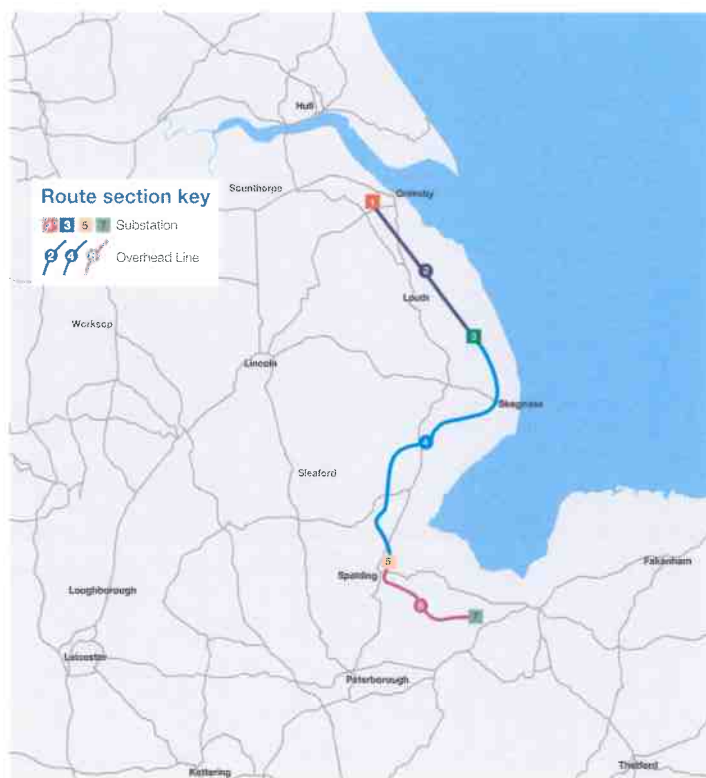 Hull
Scunthorpe
Grimsby
1
Route section key
1 3 5 7 Substation
2 4 6 Overhead Line
2
Louth
Worksop
3
Lincoln
Skegness
4
Sleaford
5
Spalding
Fakenham
Loughborough
6
7
Leicester
Peterborough
Kettering
Thetford